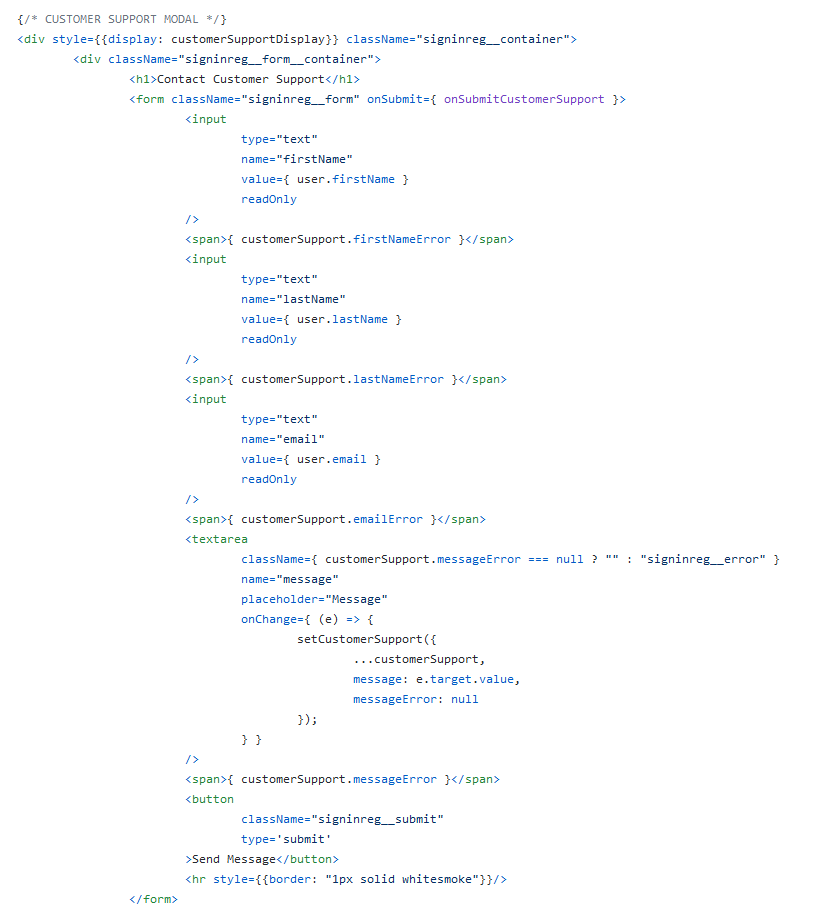 {/* CUSTOMER SUPPORT MODAL */}
<div style={{display: customerSupportDisplay}} className="signinreg__container">
<div className="signinreg__form__container">
<h1>Contact Customer Support</h1>
<form className="signinreg__form" onSubmit={ onSubmitCustomerSupport }>
<input
type="text"
name="firstName"
value={ user.firstName }
readOnly
/>
<span>{ customerSupport.firstNameError }</span>
<input
type="text"
name="lastName"
value={ user.lastName }
readOnly
/>
<span>{ customerSupport.lastNameError }</span>
<input
type="text"
name="email"
value={ user.email }
readOnly
/>
<span>{ customerSupport.emailError }</span>
<textarea
className={ customerSupport.messageError === null ? "" : "signinreg__error" }
name="message"
placeholder="Message"
onChange={ (e) => {
setCustomerSupport({
...customerSupport,
message: e.target.value,
messageError: null
});
} }
/>
<span>{ customerSupport.messageError }</span>
<button
className="signinreg__submit"
type='submit'
>Send Message</button>
<hr style={{border: "1px solid whitesmoke"}}/>
</form>